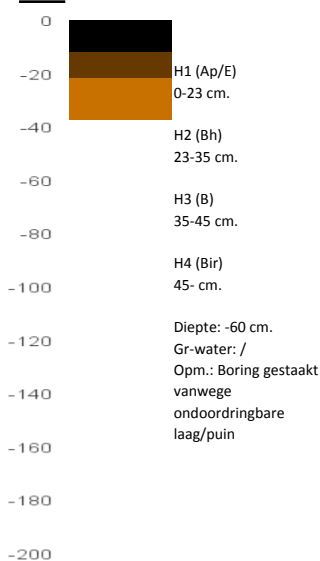 0
-20
-40
-60
-80
-100
-120
-140
-160
-180
-200
H1 (Ap/E)
0-23 cm.
H2 (Bh)
23-35 cm.
H3 (B)
35-45 cm.
H4 (Bir)
45- cm.
Diepte: -60 cm.
Gr-water: /
Opm.: Boring gestaakt
vanwege
ondoordringbare
laag/puin